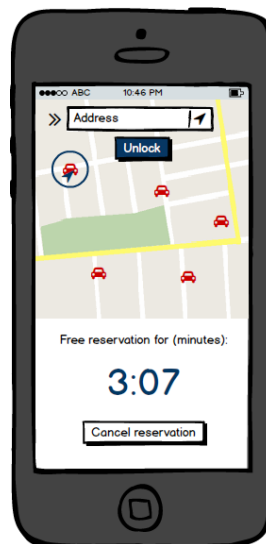 ABC 10:46 PM
Address
Unlock
Free reservation for (minutes):
3:07
Cancel reservation